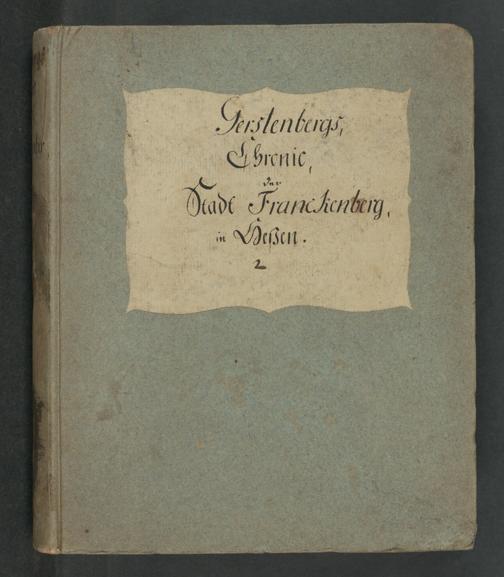 Gerstenbergs,
Chronic,
der
Stadt Franckenberg,
in Heßen.
2